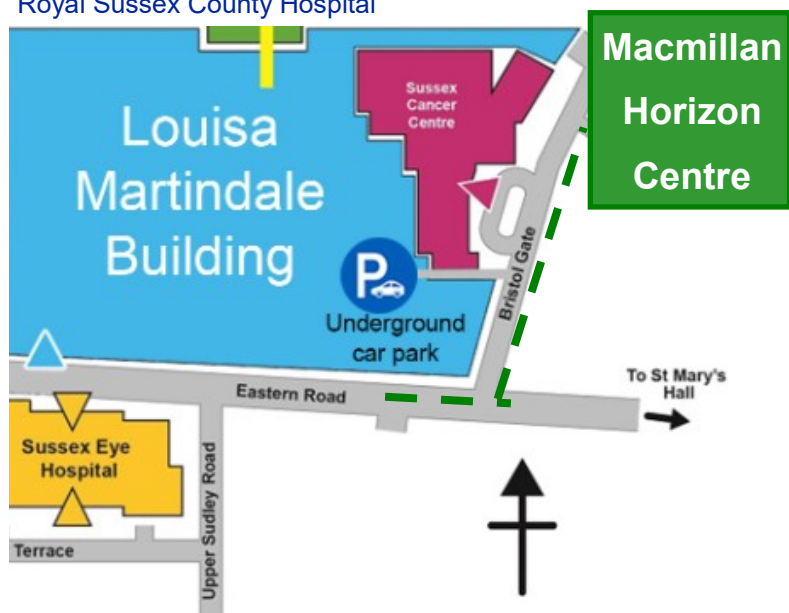 Royal Sussex County Hospital
Macmillan
Horizon
Centre
Sussex
Cancer
Centre
Louisa
Martindale
Building
P
Underground
car park
Bristol Gate
Eastern Road
To St Mary's
Hall
Sussex Eye
Hospital
Upper Sudley Road
Terrace